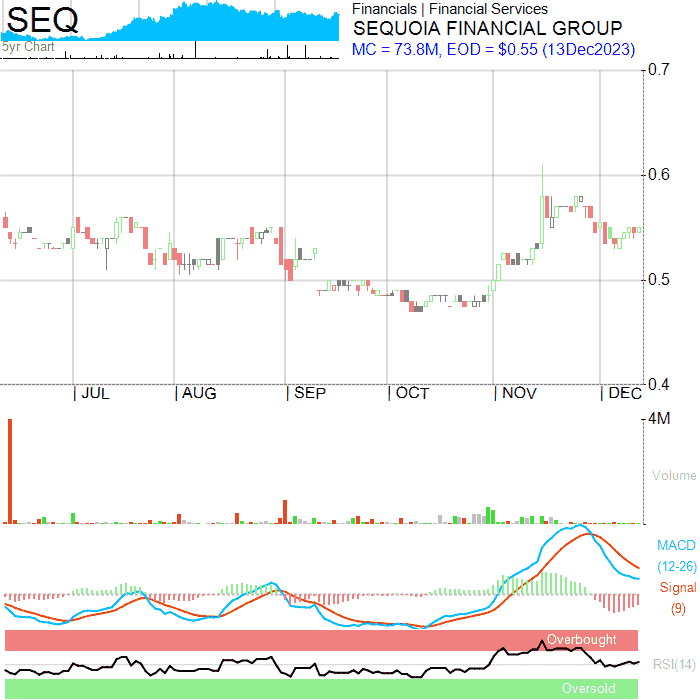 SEQ
5yr Chart
Financials | Financial Services
SEQUOIA FINANCIAL GROUP
MC = 73.8M, EOD = $0.55 (13Dec2023)
0.7
0.6
0.5
0.4
| JUL | AUG | SEP | OCT | NOV | DEC
4M
Volume
MACD
(12-26)
Signal
(9)
Overbought
RSI(14)
Oversold